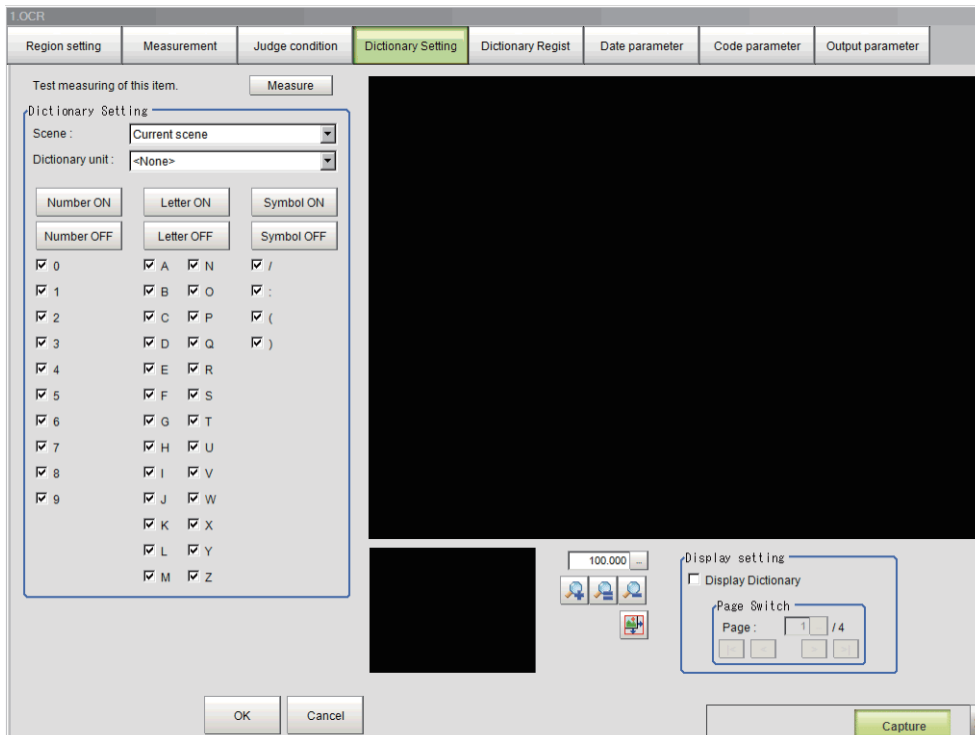 1.OCR
Region setting Measurement Judge condition Dictionary Setting Dictionary Regist Date parameter Code parameter Output parameter
Test measuring of this item. Measure
Dictionary Setting
Scene : Current scene
Dictionary unit : <None>
Number ON Letter ON Symbol ON
Number OFF Letter OFF Symbol OFF
0 A N /
1 B O :
2 C P (
3 D Q )
4 E R
5 F S
6 G T
7 H U
8 I V
9 J W
K X
L Y
M Z
100.000 ...
Display setting
Display Dictionary
Page Switch
Page : 1 / 4
|< < > >|
OK Cancel
Capture